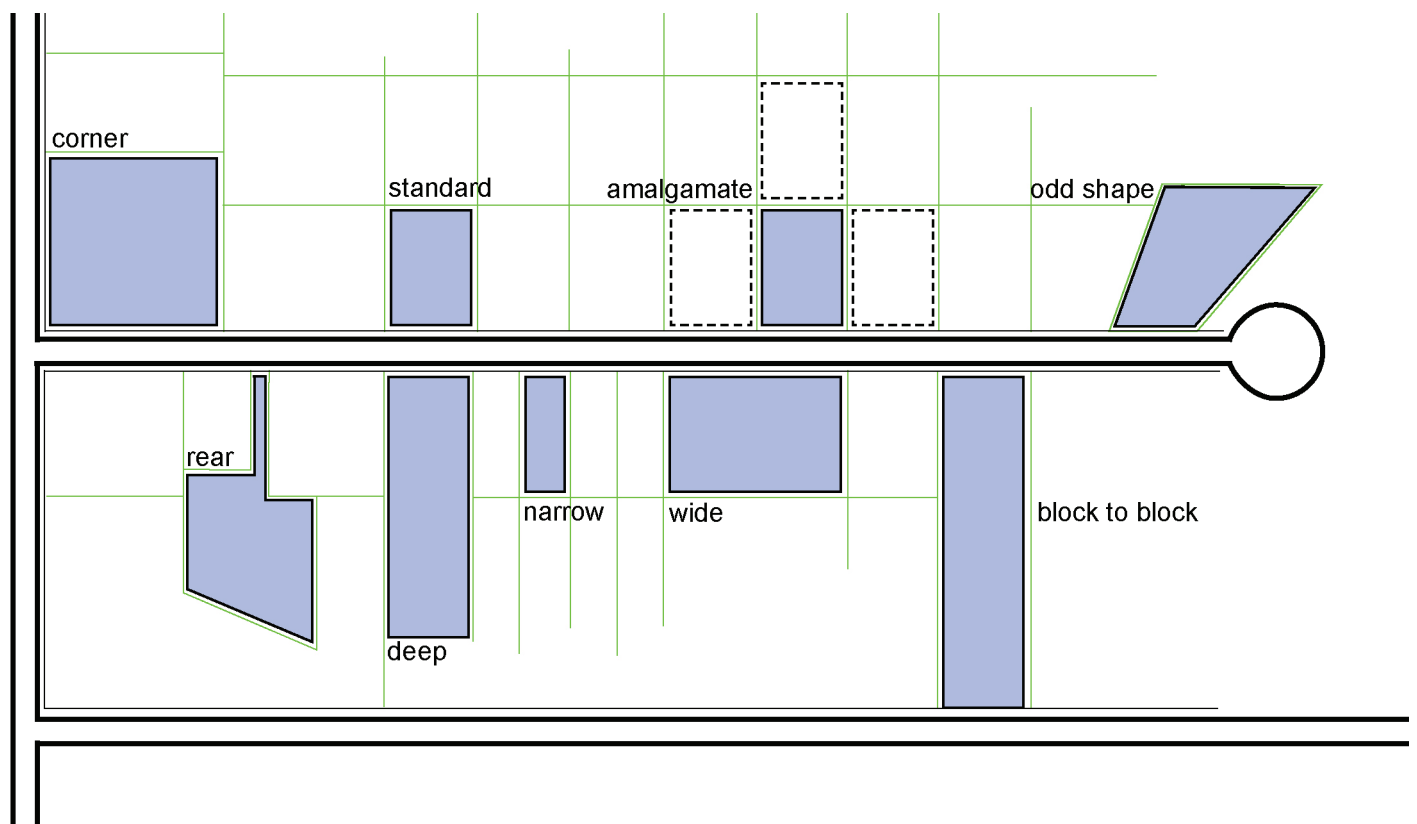 corner
standard
amalgamate
odd shape
rear
narrow
wide
block to block
deep